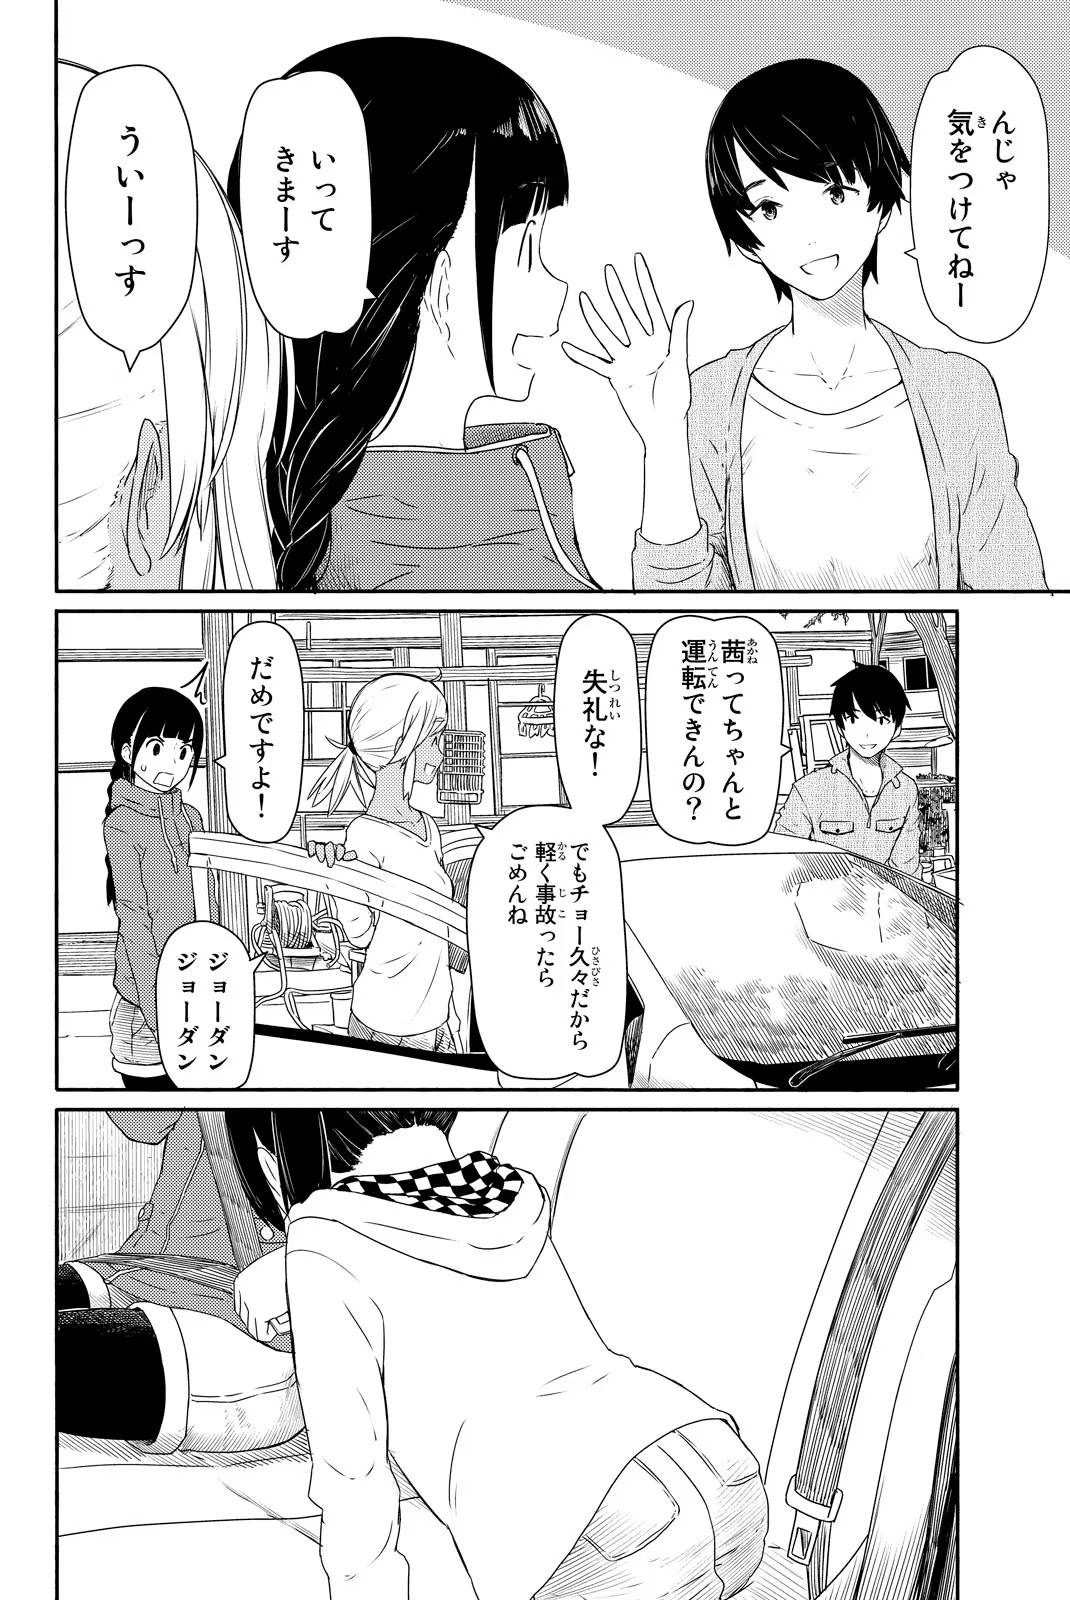 んじゃ
気をつけてねー
いって
きまーす
ういーっす
茜ってちゃんと
運転できんの？
失礼な！
でもチョー久々だから
軽く事故ったら
ごめんね
だめですよ！
ジョーダン
ジョーダン